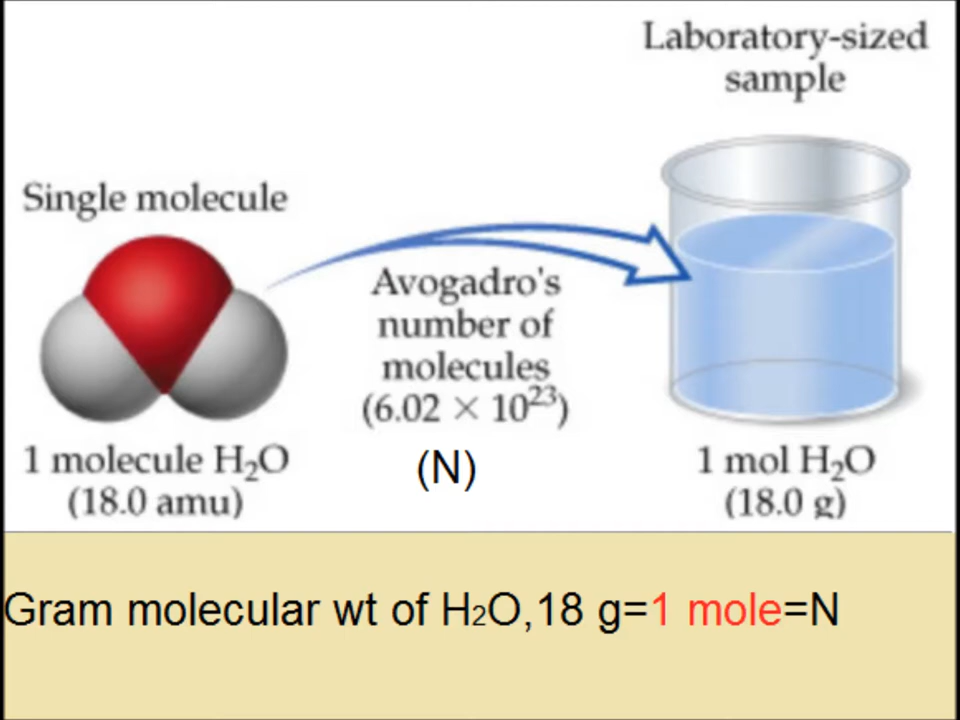 Laboratory-sized
sample
Single molecule
Avogadro's
number of
molecules
(6.02 × 10²³)
(N)
1 molecule H₂O
(18.0 amu)
1 mol H₂O
(18.0 g)
Gram molecular wt of H₂O,18 g=1 mole=N